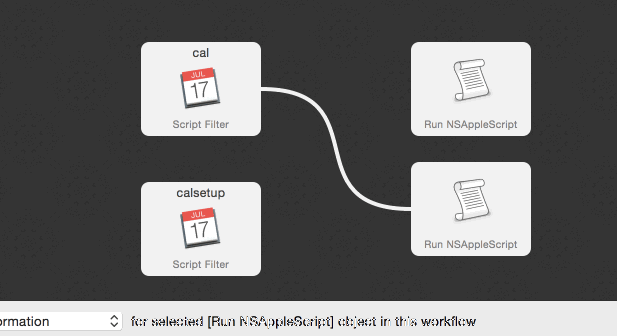 cal
JUL
17
Script Filter
Run NSAppleScript
calsetup
JUL
17
Script Filter
Run NSAppleScript
ormation for selected [Run NSAppleScript] object in this workflow